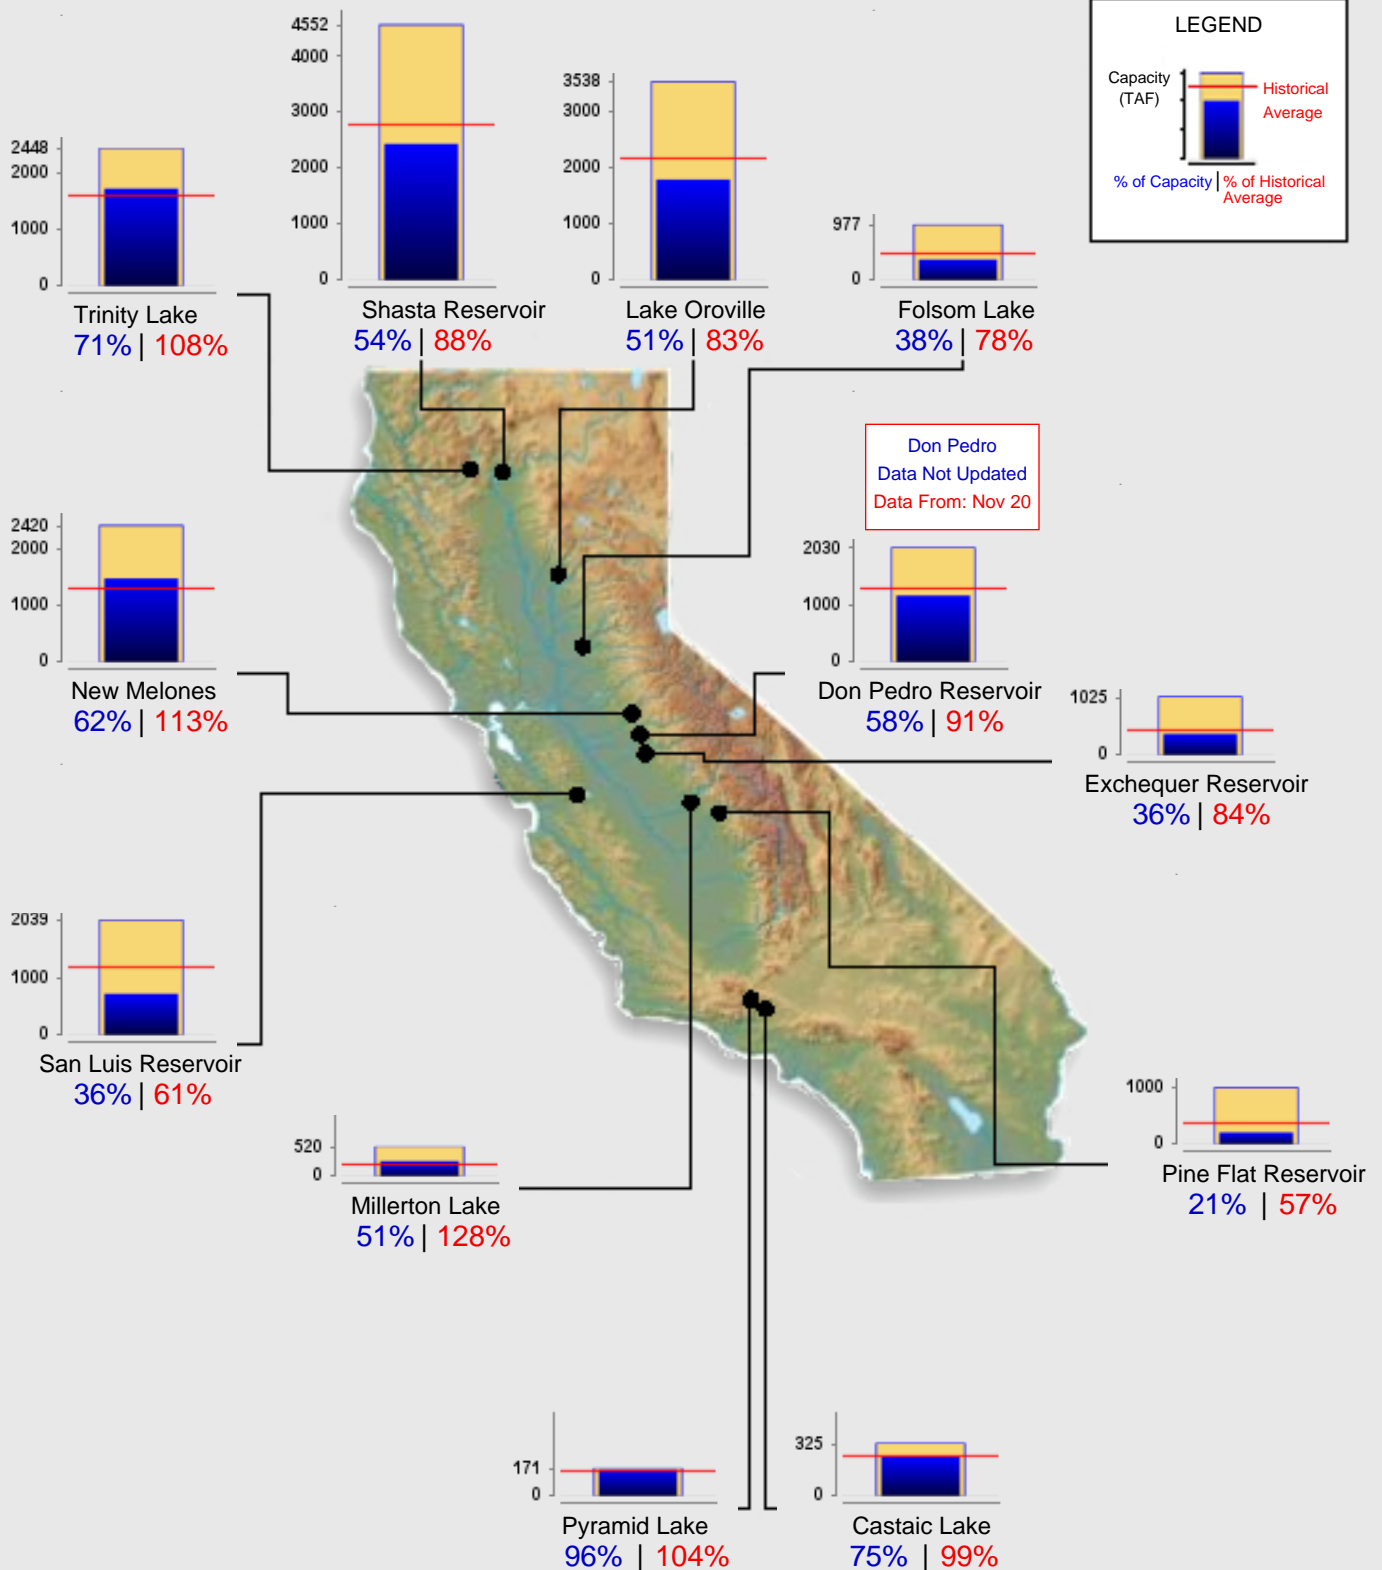 4552
4000
3000
2000
1000
0
Shasta Reservoir
54% | 88%
3538
3000
2000
1000
0
Lake Oroville
51% | 83%
LEGEND
Capacity
(TAF)
Historical
Average
% of Capacity | % of Historical
Average
2448
2000
1000
0
Trinity Lake
71% | 108%
977
0
Folsom Lake
38% | 78%
Don Pedro
Data Not Updated
Data From: Nov 20
2420
2000
1000
0
New Melones
62% | 113%
2030
1000
0
Don Pedro Reservoir
58% | 91%
1025
0
Exchequer Reservoir
36% | 84%
2039
1000
0
San Luis Reservoir
36% | 61%
520
0
Millerton Lake
51% | 128%
1000
0
Pine Flat Reservoir
21% | 57%
171
0
Pyramid Lake
96% | 104%
325
0
Castaic Lake
75% | 99%